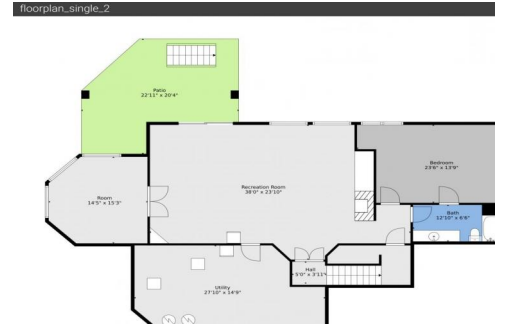 floorplan_single_2
Patio
22'11" x 20'4"
Bedroom
23'6" x 13'9"
Recreation Room
38'0" x 23'10"
Room
14'5" x 15'3"
Bath
12'10" x 6'6"
Hall
5'0" x 3'11"
Utility
27'10" x 14'9"